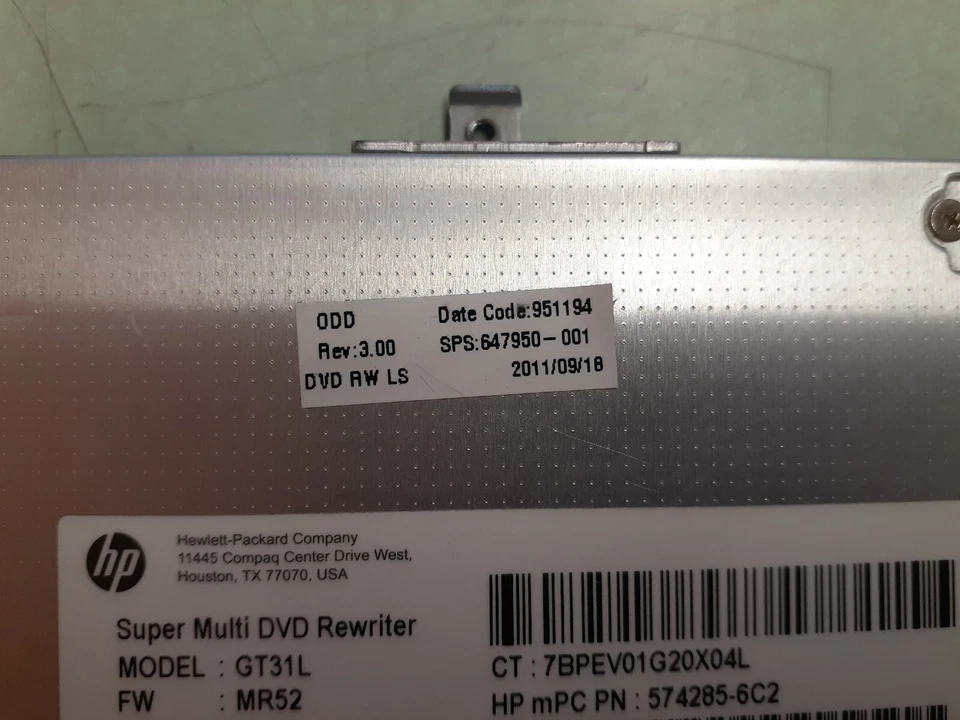 ODD Date Code:951194
Rev:3.00 SPS:647950-001
DVD RW LS 2011/09/18
hp
Hewlett-Packard Company
11445 Compaq Center Drive West,
Houston, TX 77070, USA
Super Multi DVD Rewriter
MODEL : GT31L
FW : MR52
CT : 7BPEV01G20X04L
HP mPC PN : 574285-6C2